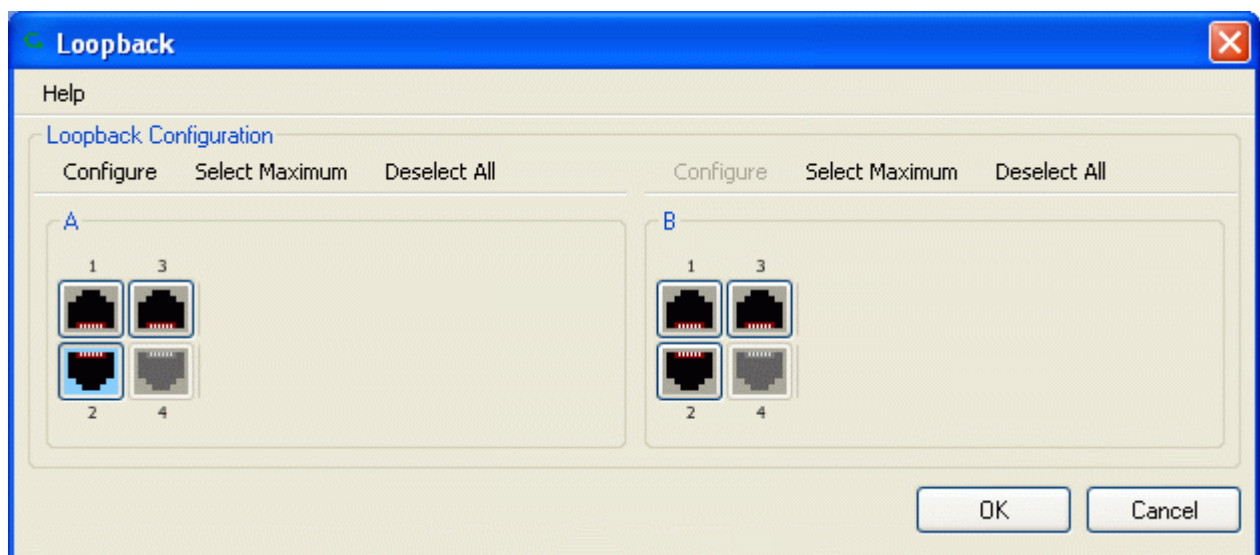 Loopback
Help
Loopback Configuration
Configure Select Maximum Deselect All Configure Select Maximum Deselect All
A B
1 3 1 3
2 4 2 4
OK Cancel